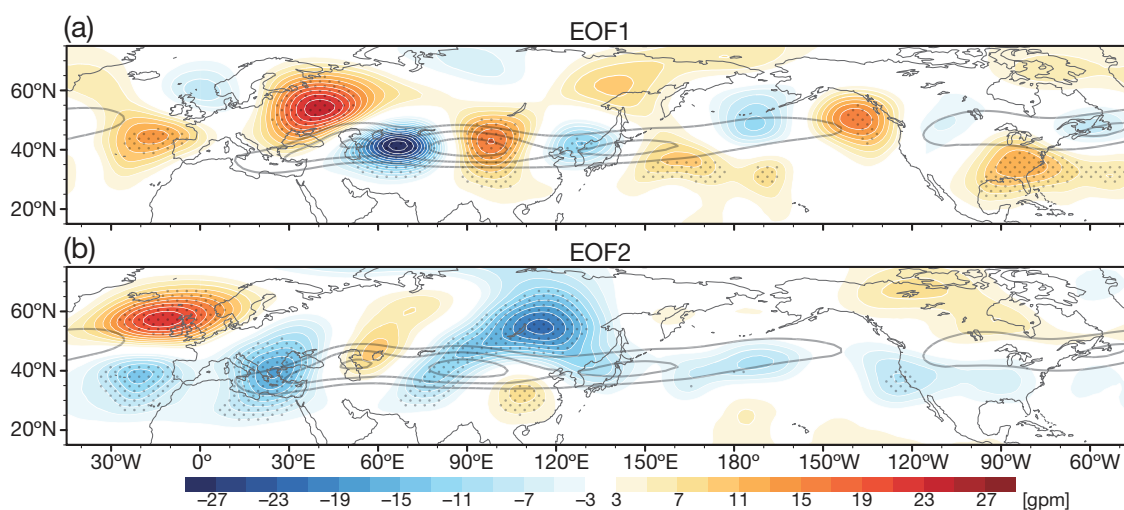 (a) EOF1
60ºN
40ºN
20ºN
(b) EOF2
60ºN
40ºN
20ºN
30ºW 0º 30ºE 60ºE 90ºE 120ºE 150ºE 180ºW 150ºW 120ºW 90ºW 60ºW
−27 −23 −19 −15 −11 −7 −3 3 7 11 15 19 23 27 [gpm]